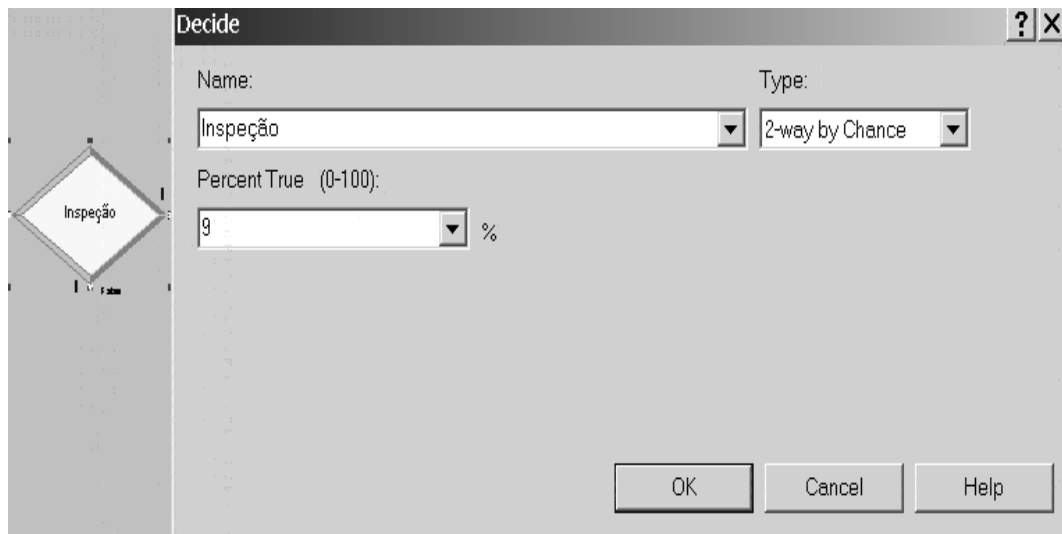 Decide
Name:
Type:
Inspeção
2-way by Chance
Percent True (0-100):
9
%
Inspeção
OK
Cancel
Help